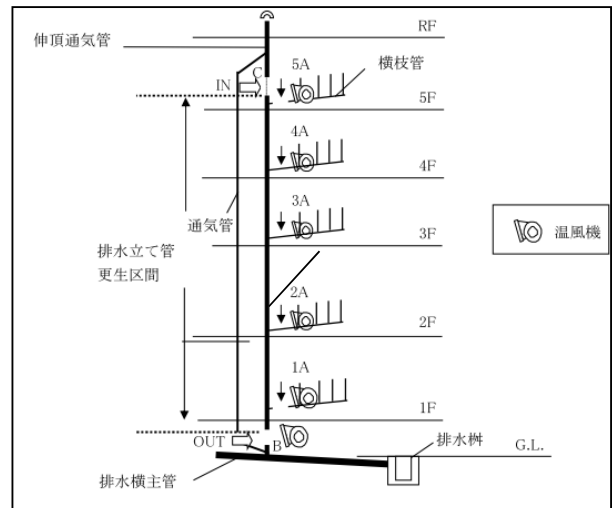 RF
伸頂通気管
5A
横枝管
C
IN
5F
4A
4F
3A
通気管
3F
温風機
排水立て管
更生区間
2A
2F
1A
1F
OUT
B
排水桝
G.L.
排水横主管